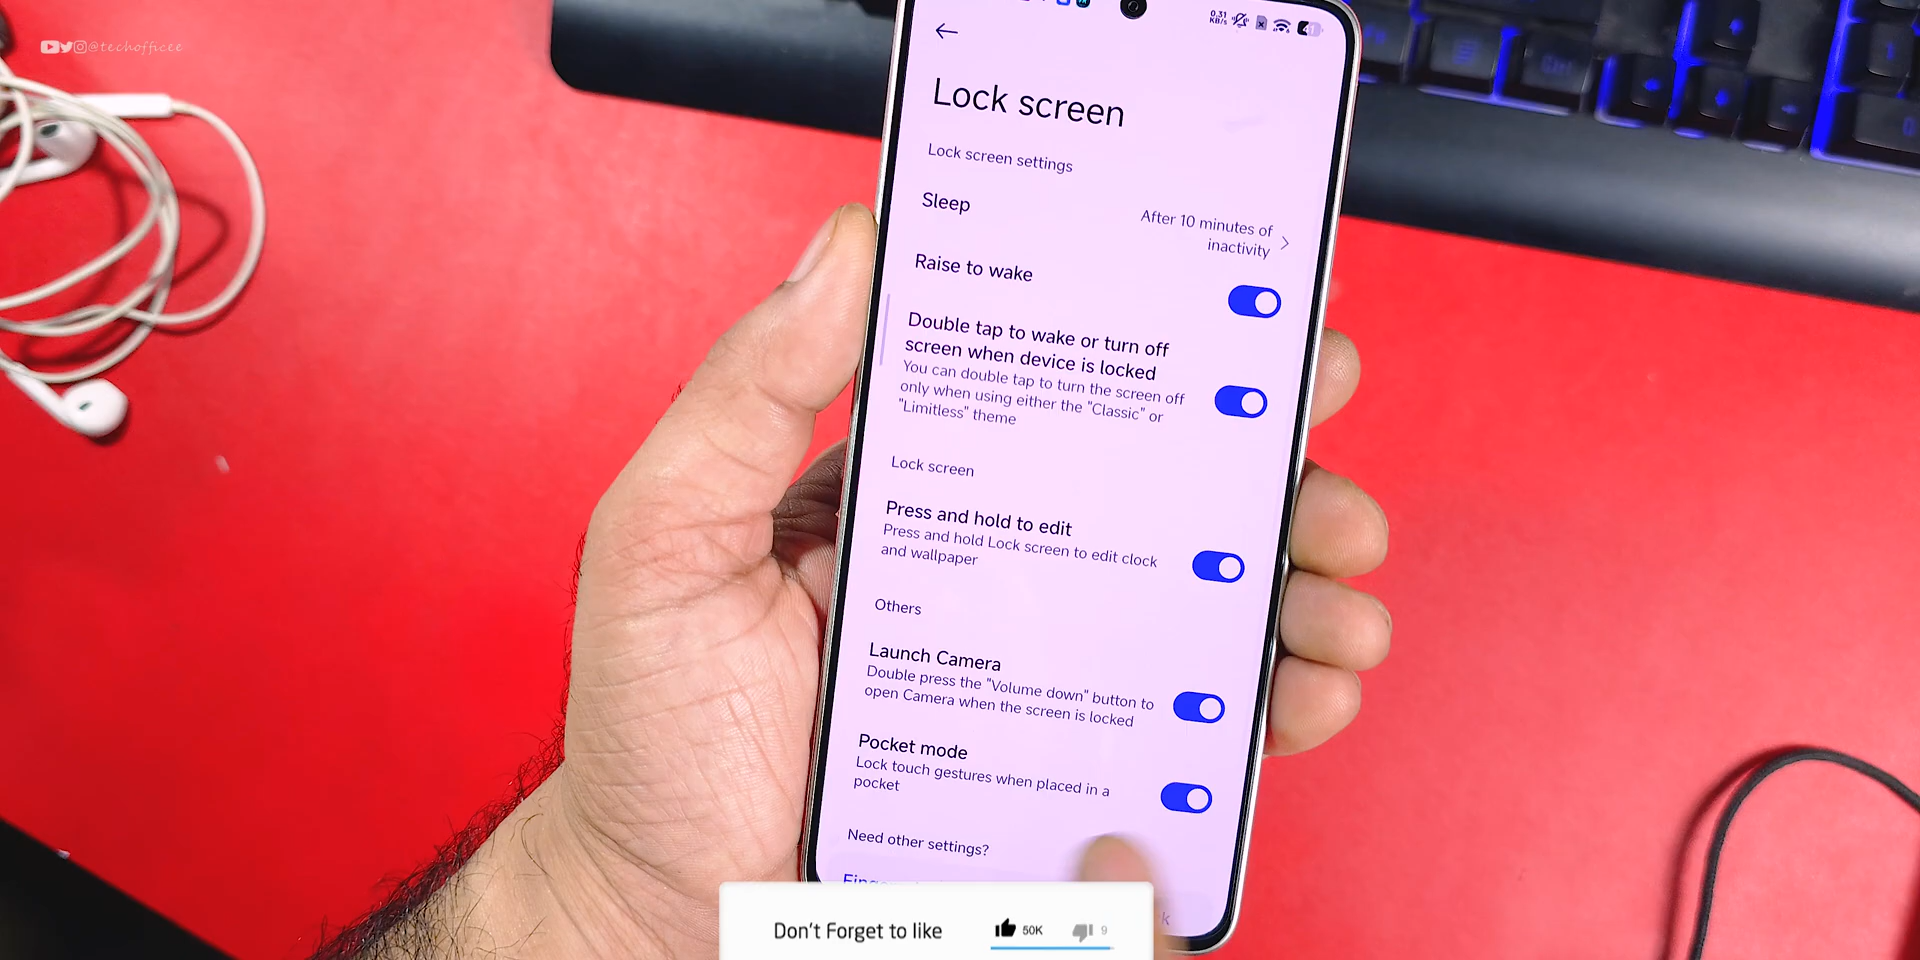 @techofficee
0.31
KB/s
41
Lock screen
Lock screen settings
Sleep
After 10 minutes of
inactivity
Raise to wake
Double tap to wake or turn off
screen when device is locked
You can double tap to turn the screen off
only when using either the "Classic" or
"Limitless" theme
Lock screen
Press and hold to edit
Press and hold Lock screen to edit clock
and wallpaper
Others
Launch Camera
Double press the "Volume down" button to
open Camera when the screen is locked
Pocket mode
Lock touch gestures when placed in a
pocket
Need other settings?
Don't Forget to like
50K
9